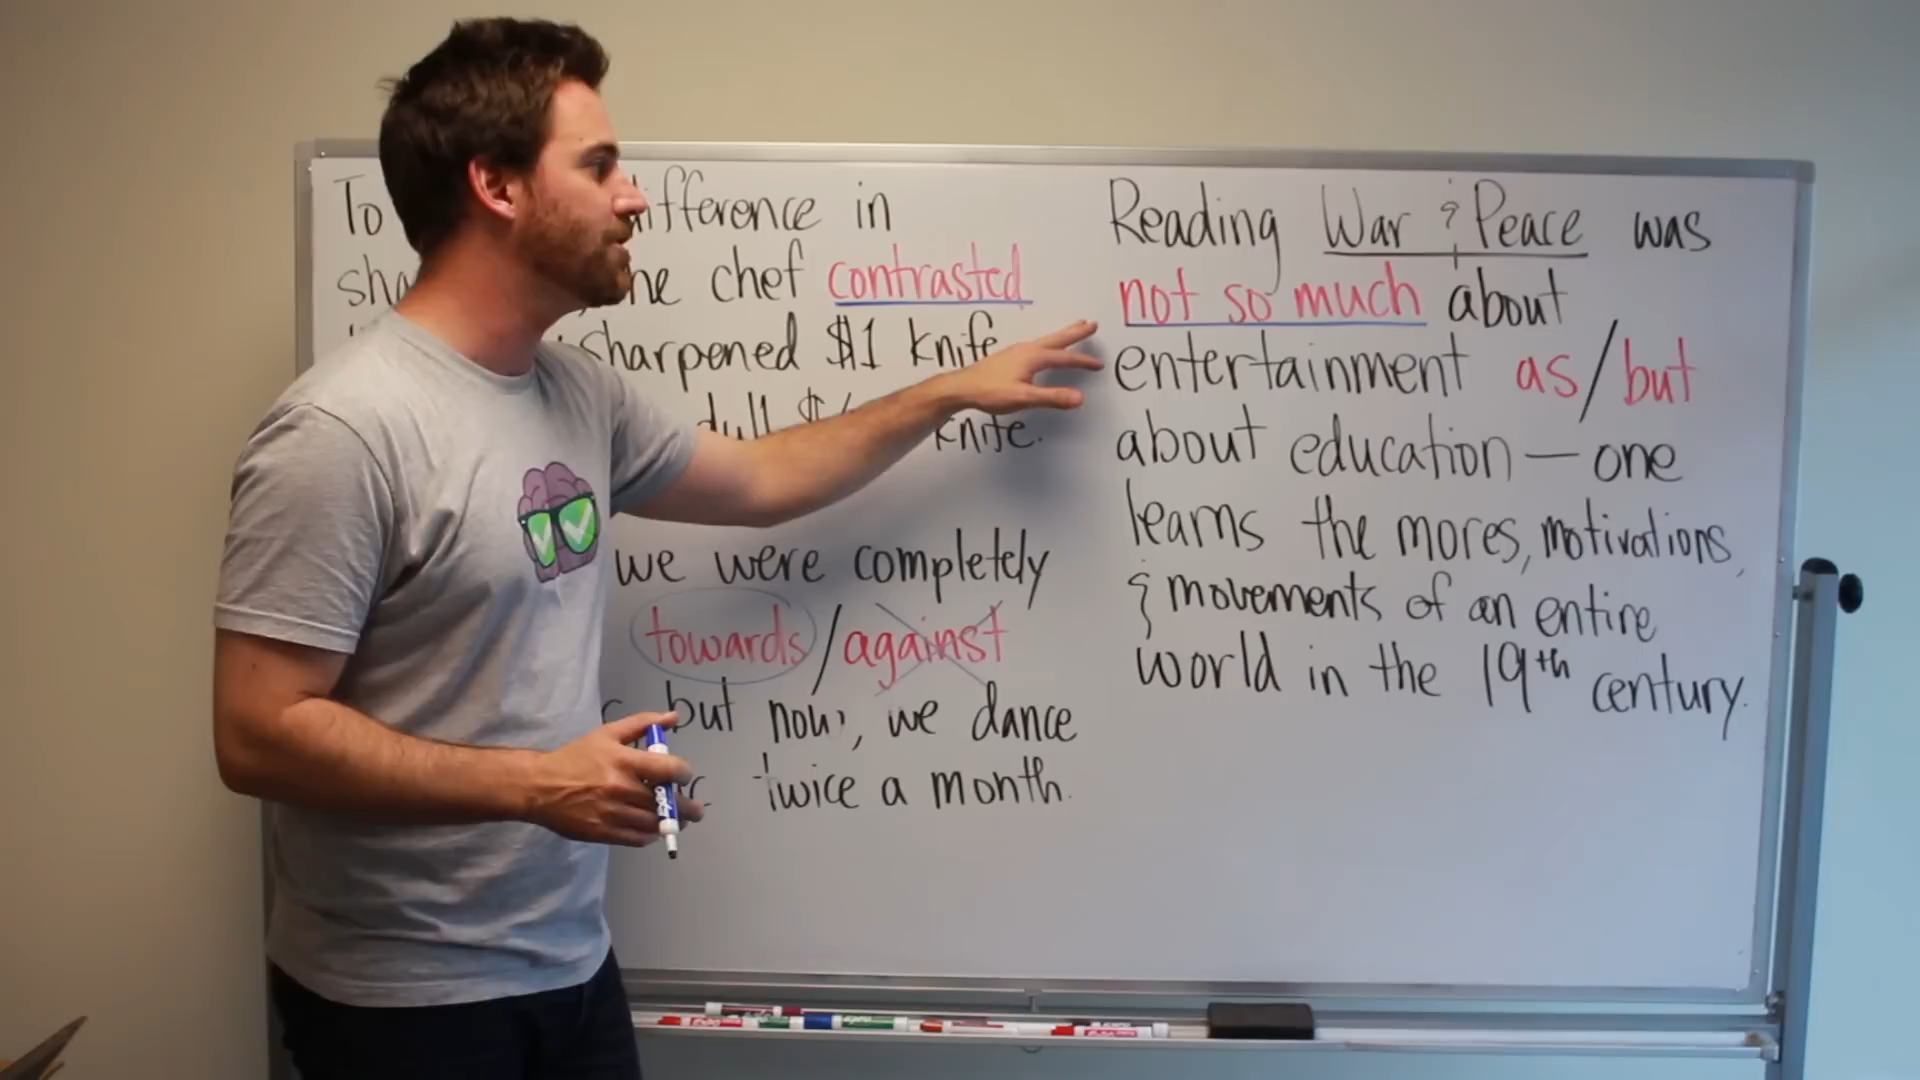 To difference in
the chef contrasted
sharpened $1 knife
dull knife.
we were completely
towards/against
but now, we dance
twice a month.
Reading War & Peace was
not so much about
entertainment as/but
about education — one
learns the mores, motivations,
& movements of an entire
world in the 19th century.